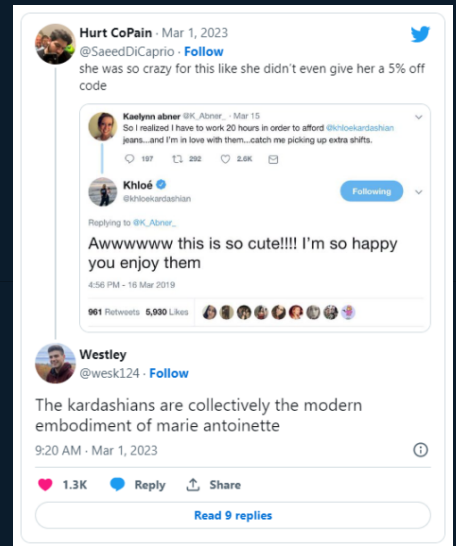 Hurt CoPain · Mar 1, 2023
@SaeedDiCaprio · Follow
she was so crazy for this like she didn't even give her a 5% off
code
Kaelynn abner @K_Abner_ · Mar 15
So I realized I have to work 20 hours in order to afford @khloekardashian
jeans...and I'm in love with them...catch me picking up extra shifts.
197 292 2.6K
Khloé
@khloekardashian
Following
Replying to @K_Abner_
Awwwwww this is so cute!!!! I'm so happy
you enjoy them
4:56 PM - 16 Mar 2019
961 Retweets 5,930 Likes
Westley
@wesk124 · Follow
The kardashians are collectively the modern
embodiment of marie antoinette
9:20 AM · Mar 1, 2023
1.3K Reply Share
Read 9 replies